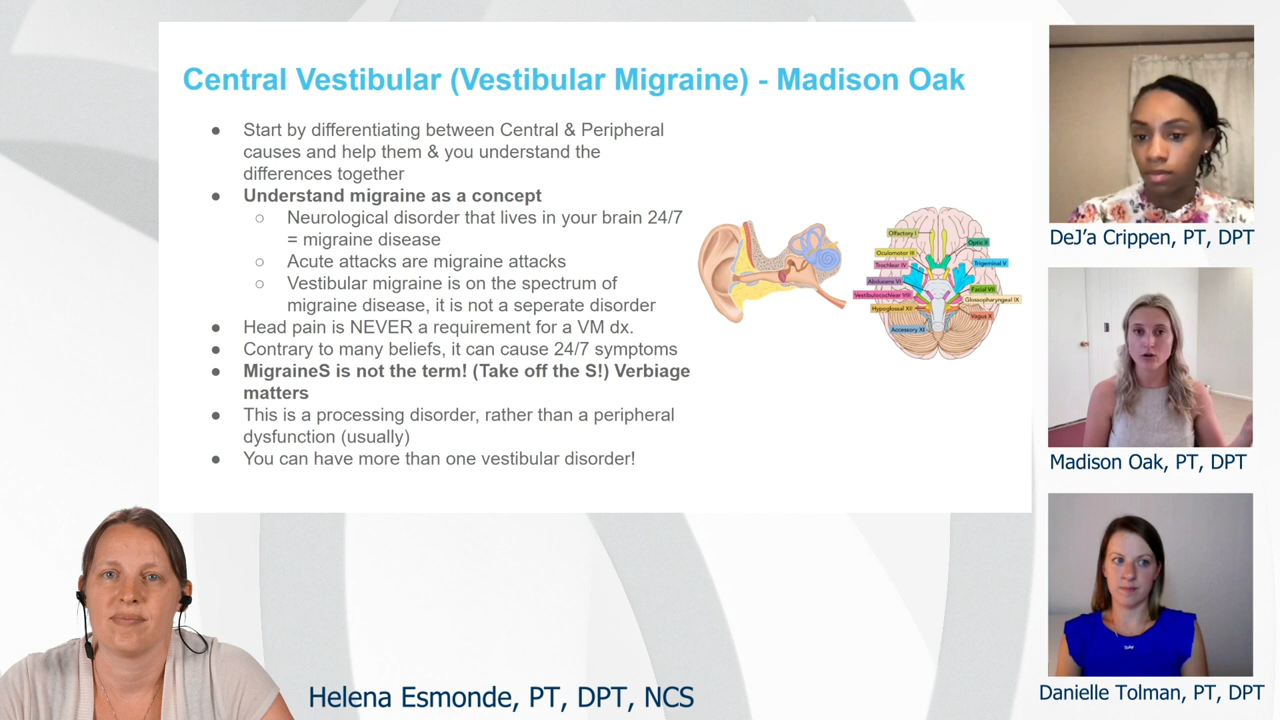 Central Vestibular (Vestibular Migraine) - Madison Oak
● Start by differentiating between Central & Peripheral
causes and help them & you understand the
differences together
● Understand migraine as a concept
○ Neurological disorder that lives in your brain 24/7
= migraine disease
○ Acute attacks are migraine attacks
○ Vestibular migraine is on the spectrum of
migraine disease, it is not a seperate disorder
● Head pain is NEVER a requirement for a VM dx.
● Contrary to many beliefs, it can cause 24/7 symptoms
● MigraineS is not the term! (Take off the S!) Verbiage
matters
● This is a processing disorder, rather than a peripheral
dysfunction (usually)
● You can have more than one vestibular disorder!
Olfactory I
Optic II
Oculomotor III
Trochlear IV
Trigeminal V
Abducens VI
Facial VII
Vestibulocochlear VIII
Glossopharyngeal IX
Hypoglossal XII
Vagus X
Accessory XI
DeJ’a Crippen, PT, DPT
Madison Oak, PT, DPT
Danielle Tolman, PT, DPT
Helena Esmonde, PT, DPT, NCS